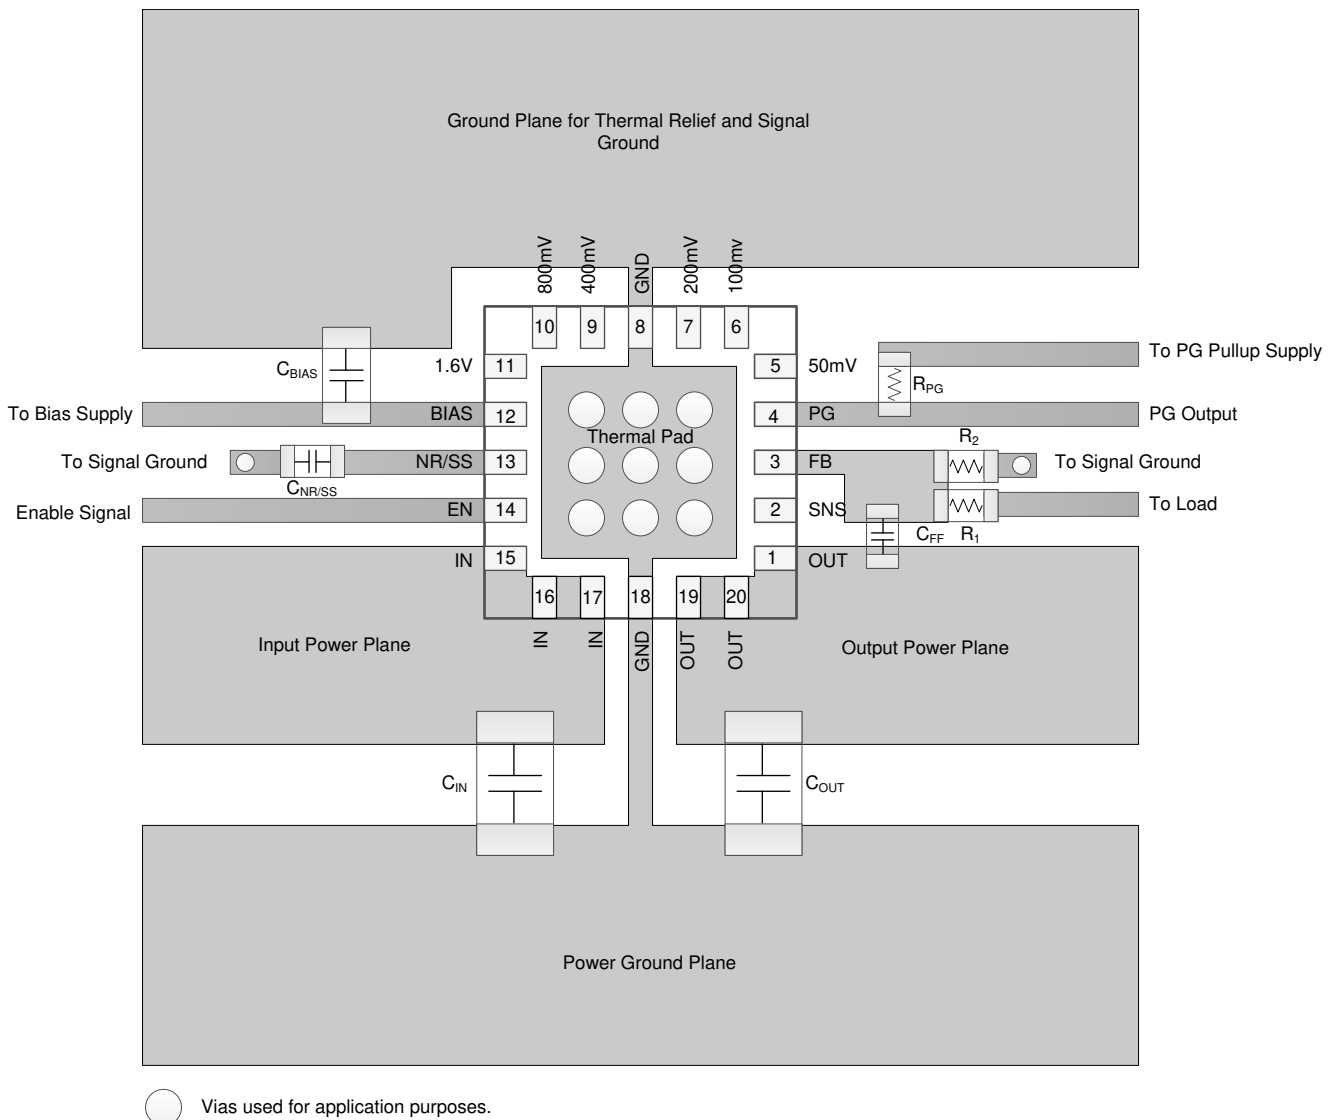 Ground Plane for Thermal Relief and Signal
Ground
800mV
400mV
GND
200mV
100mv
10
9
8
7
6
CBIAS
1.6V
11
5
50mV
To PG Pullup Supply
RPG
To Bias Supply
BIAS
12
4
PG
PG Output
Thermal Pad
R2
To Signal Ground
NR/SS
13
3
FB
To Signal Ground
CNR/SS
Enable Signal
EN
14
2
SNS
To Load
CFF
R1
IN
15
1
OUT
16
17
18
19
20
IN
IN
GND
OUT
OUT
Input Power Plane
Output Power Plane
CIN
COUT
Power Ground Plane
Vias used for application purposes.